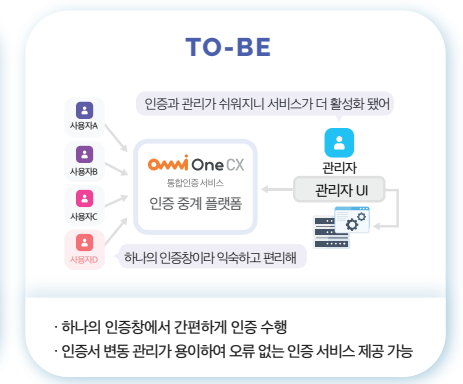 TO-BE
인증과 관리가 쉬워지니 서비스가 더 활성화 됐어
사용자A
사용자B
사용자C
사용자D
OmniOne CX
통합인증 서비스
인증 중계 플랫폼
관리자
관리자 UI
하나의 인증창이라 익숙하고 편리해
· 하나의 인증창에서 간편하게 인증 수행
· 인증서 변동 관리가 용이하여 오류 없는 인증 서비스 제공 가능